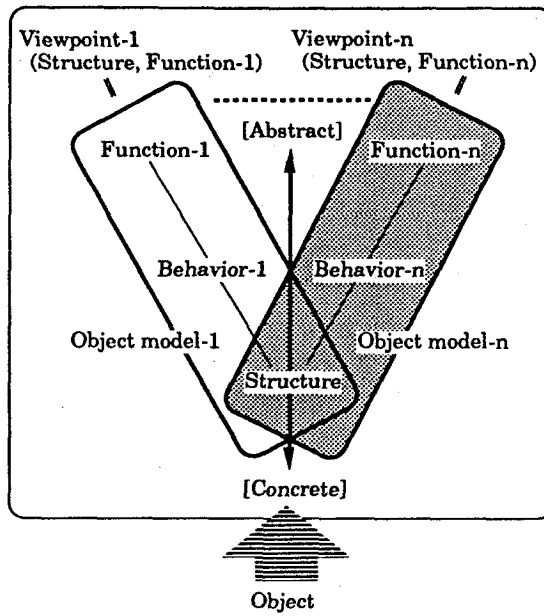 Viewpoint-1
(Structure, Function-1)
Viewpoint-n
(Structure, Function-n)
[Abstract]
Function-1
Function-n
Behavior-1
Behavior-n
Object model-1
Object model-n
Structure
[Concrete]
Object